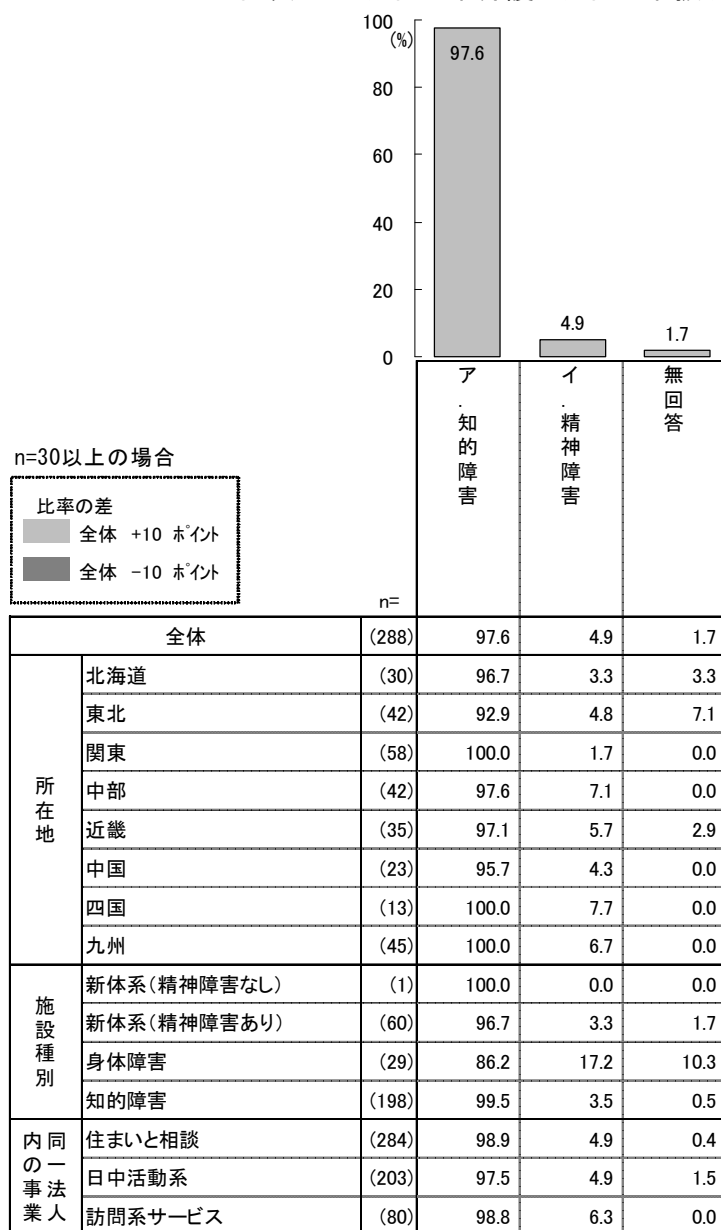 100
(%)
97.6
80
60
40
20
4.9
1.7
0
ア.知的障害
イ.精神障害
無回答
n=30以上の場合
比率の差
全体 +10 ポイント
全体 -10 ポイント
n=
全体 (288) 97.6 4.9 1.7
所在地
北海道 (30) 96.7 3.3 3.3
東北 (42) 92.9 4.8 7.1
関東 (58) 100.0 1.7 0.0
中部 (42) 97.6 7.1 0.0
近畿 (35) 97.1 5.7 2.9
中国 (23) 95.7 4.3 0.0
四国 (13) 100.0 7.7 0.0
九州 (45) 100.0 6.7 0.0
施設種別
新体系(精神障害なし) (1) 100.0 0.0 0.0
新体系(精神障害あり) (60) 96.7 3.3 1.7
身体障害 (29) 86.2 17.2 10.3
知的障害 (198) 99.5 3.5 0.5
同一法人内の事業
住まいと相談 (284) 98.9 4.9 0.4
日中活動系 (203) 97.5 4.9 1.5
訪問系サービス (80) 98.8 6.3 0.0